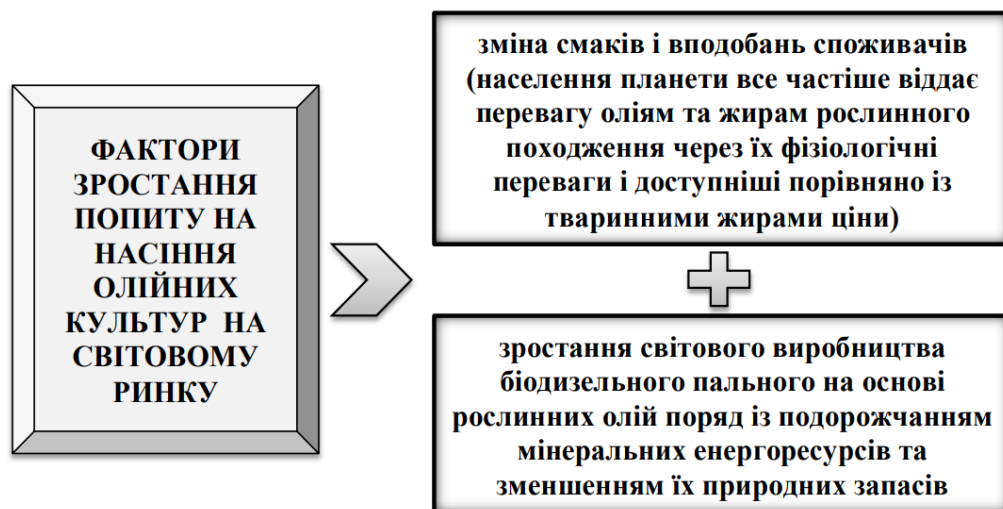 ФАКТОРИ
ЗРОСТАННЯ
ПОПИТУ НА
НАСІННЯ
ОЛІЙНИХ
КУЛЬТУР НА
СВІТОВОМУ
РИНКУ
зміна смаків і вподобань споживачів
(населення планети все частіше віддає
перевагу оліям та жирам рослинного
походження через їх фізіологічні
переваги і доступніші порівняно із
тваринними жирами ціни)
зростання світового виробництва
біодизельного пального на основі
рослинних олій поряд із подорожчанням
мінеральних енергоресурсів та
зменшенням їх природних запасів